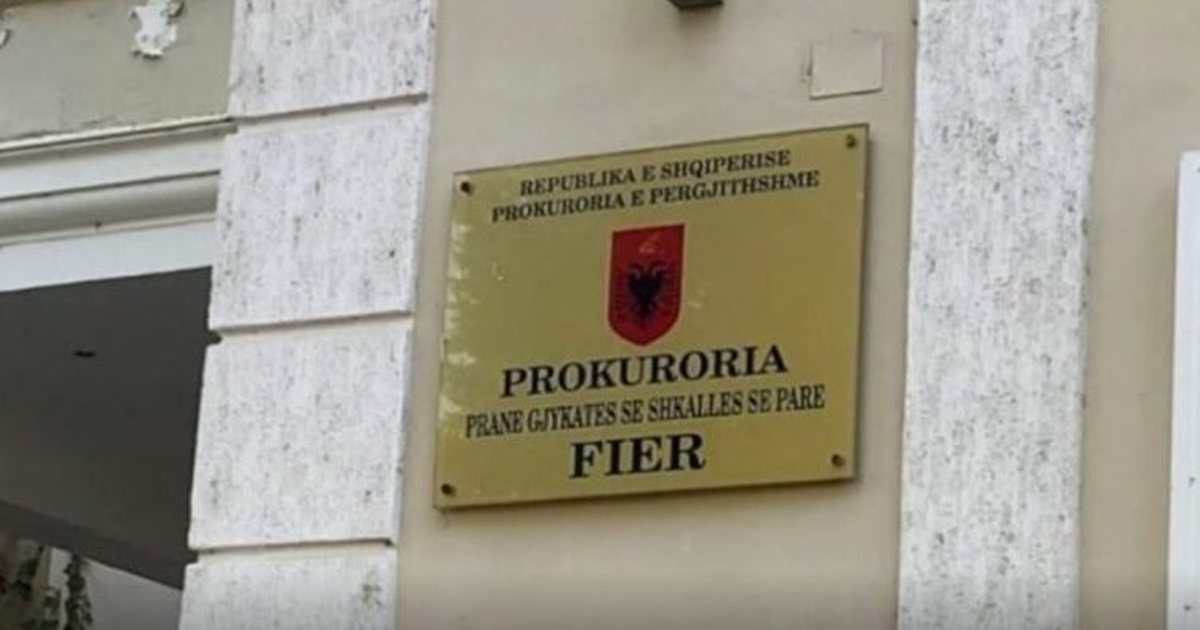 REPUBLIKA E SHQIPERISE
PROKURORIA E PERGJITHSHME
PROKURORIA
PRANE GJYKATES SE SHKALLES SE PARE
FIER